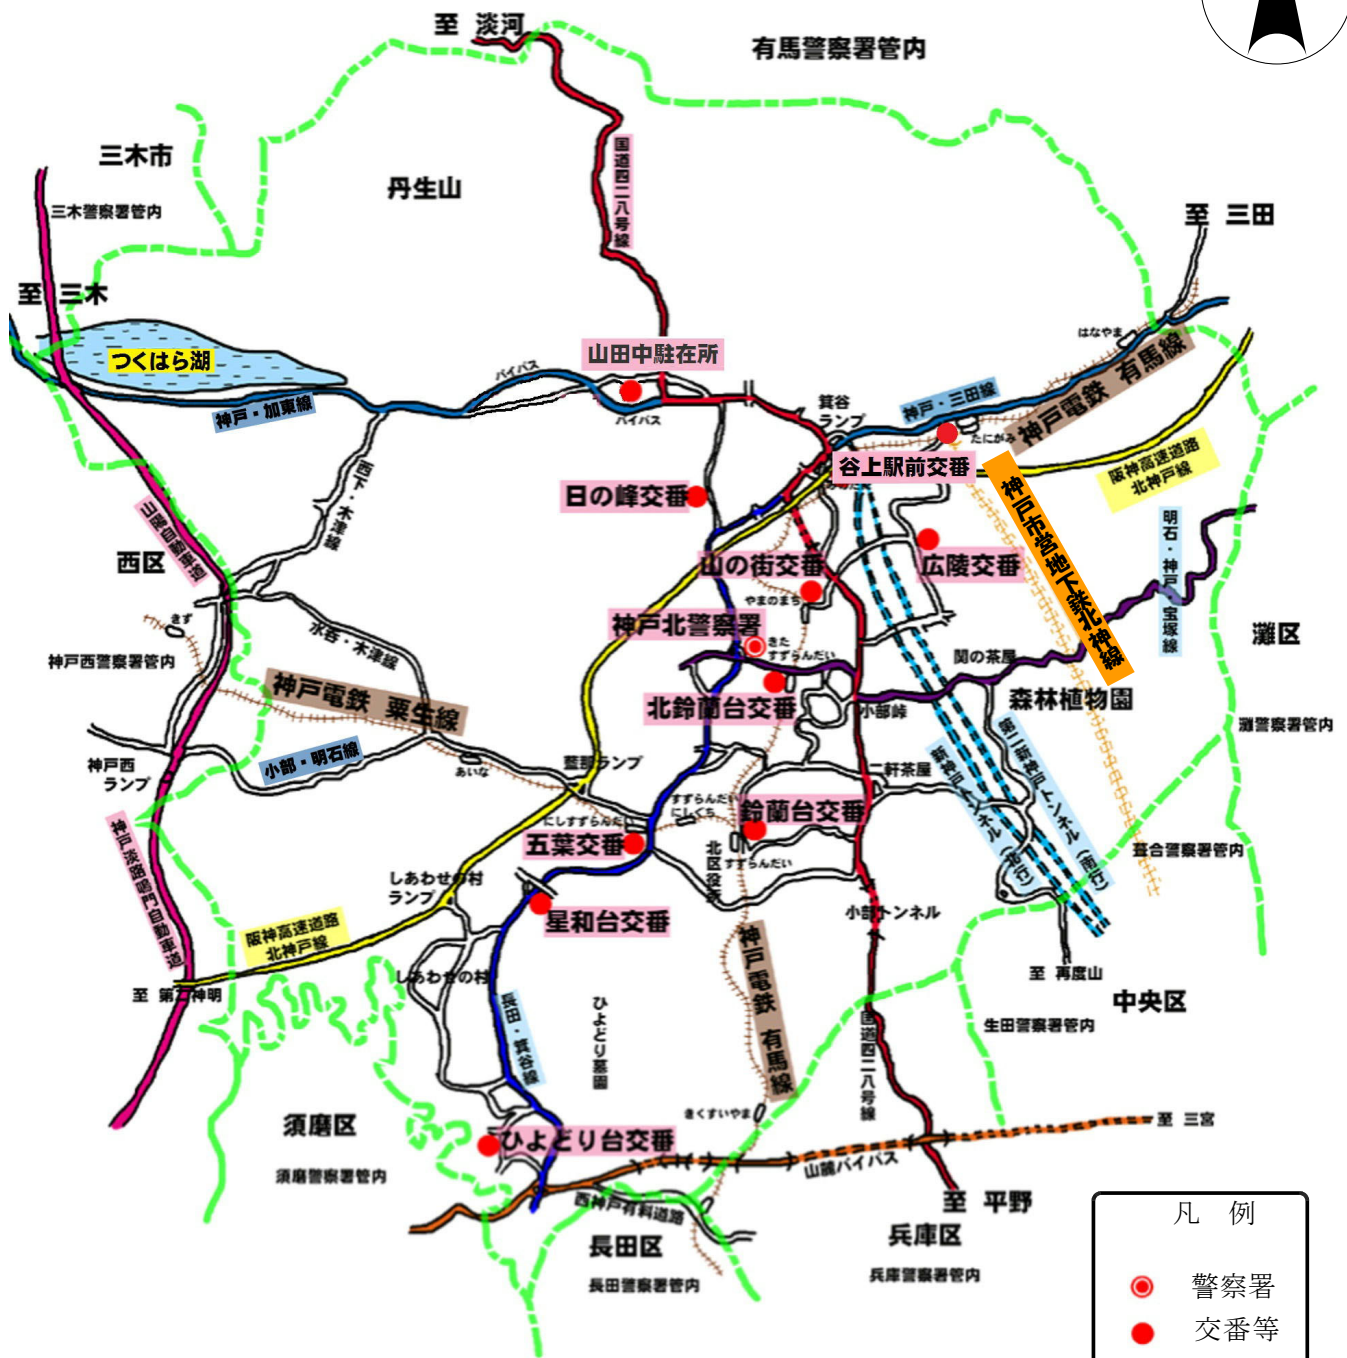 至 淡河
有馬警察署管内
三木市
三木警察署管内
丹生山
国道四二八号線
至 三田
至 三木
つくはら湖
山田中駐在所
はなやま
神戸電鉄 有馬線
バイパス
神戸・加東線
バイパス
箕谷
ランプ
神戸・三田線
たにがみ
谷上駅前交番
阪神高速道路
北神戸線
西下・木津線
日の峰交番
神戸市営地下鉄北神線
明石・神戸・宝塚線
山陽自動車道
西区
山の街交番
広陵交番
やまのまち
きず
神戸西警察署管内
水呑・木津線
神戸北警察署
きた
すずらんだい
関の茶屋
灘区
神戸電鉄 粟生線
北鈴蘭台交番
小部峠
森林植物園
灘警察署管内
神戸西
ランプ
小部・明石線
あいな
藍那ランプ
二軒茶屋
新神戸トンネル（北行）
第二新神戸トンネル（南行）
すずらんだい
にしぐち
鈴蘭台交番
にしすずらんだい
五葉交番
北区役所
すずらんだい
葺合警察署管内
神戸淡路鳴門自動車道
しあわせの村
ランプ
星和台交番
小部トンネル
阪神高速道路
北神戸線
しあわせの村
神戸電鉄 有馬線
至 再度山
至 第二神明
中央区
生田警察署管内
長田・箕谷線
ひよどり墓園
国道四二八号線
きくすいやま
須磨区
須磨警察署管内
ひよどり台交番
至 三宮
山麓バイパス
西神戸有料道路
至 平野
長田区
長田警察署管内
兵庫区
兵庫警察署管内
凡 例
警察署
交番等